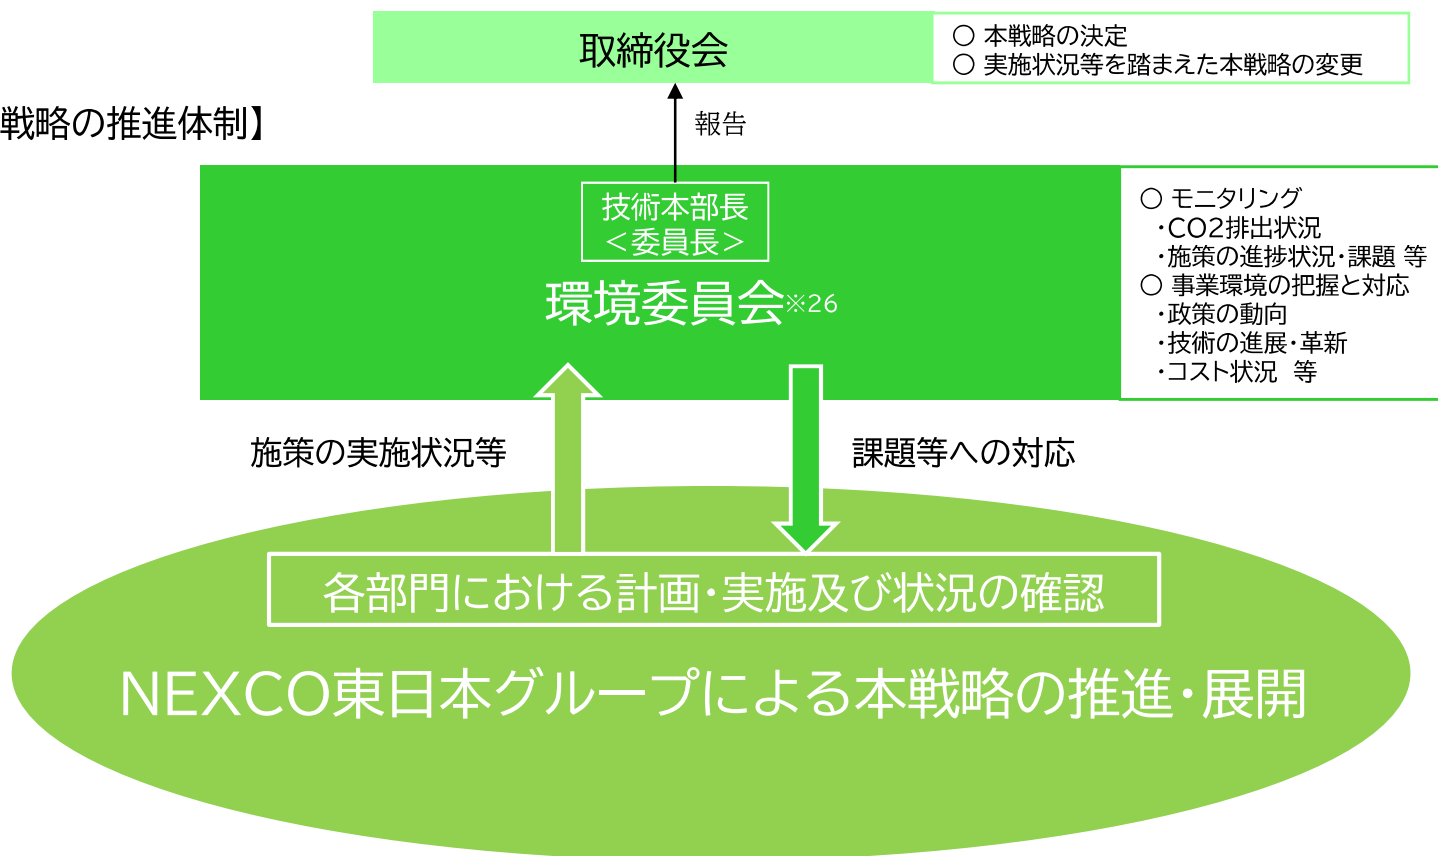 取締役会
○ 本戦略の決定
○ 実施状況等を踏まえた本戦略の変更
戦略の推進体制】
報告
技術本部長
＜委員長＞
環境委員会※26
○ モニタリング
・CO2排出状況
・施策の進捗状況・課題 等
○ 事業環境の把握と対応
・政策の動向
・技術の進展・革新
・コスト状況　等
施策の実施状況等
課題等への対応
各部門における計画・実施及び状況の確認
NEXCO東日本グループによる本戦略の推進・展開